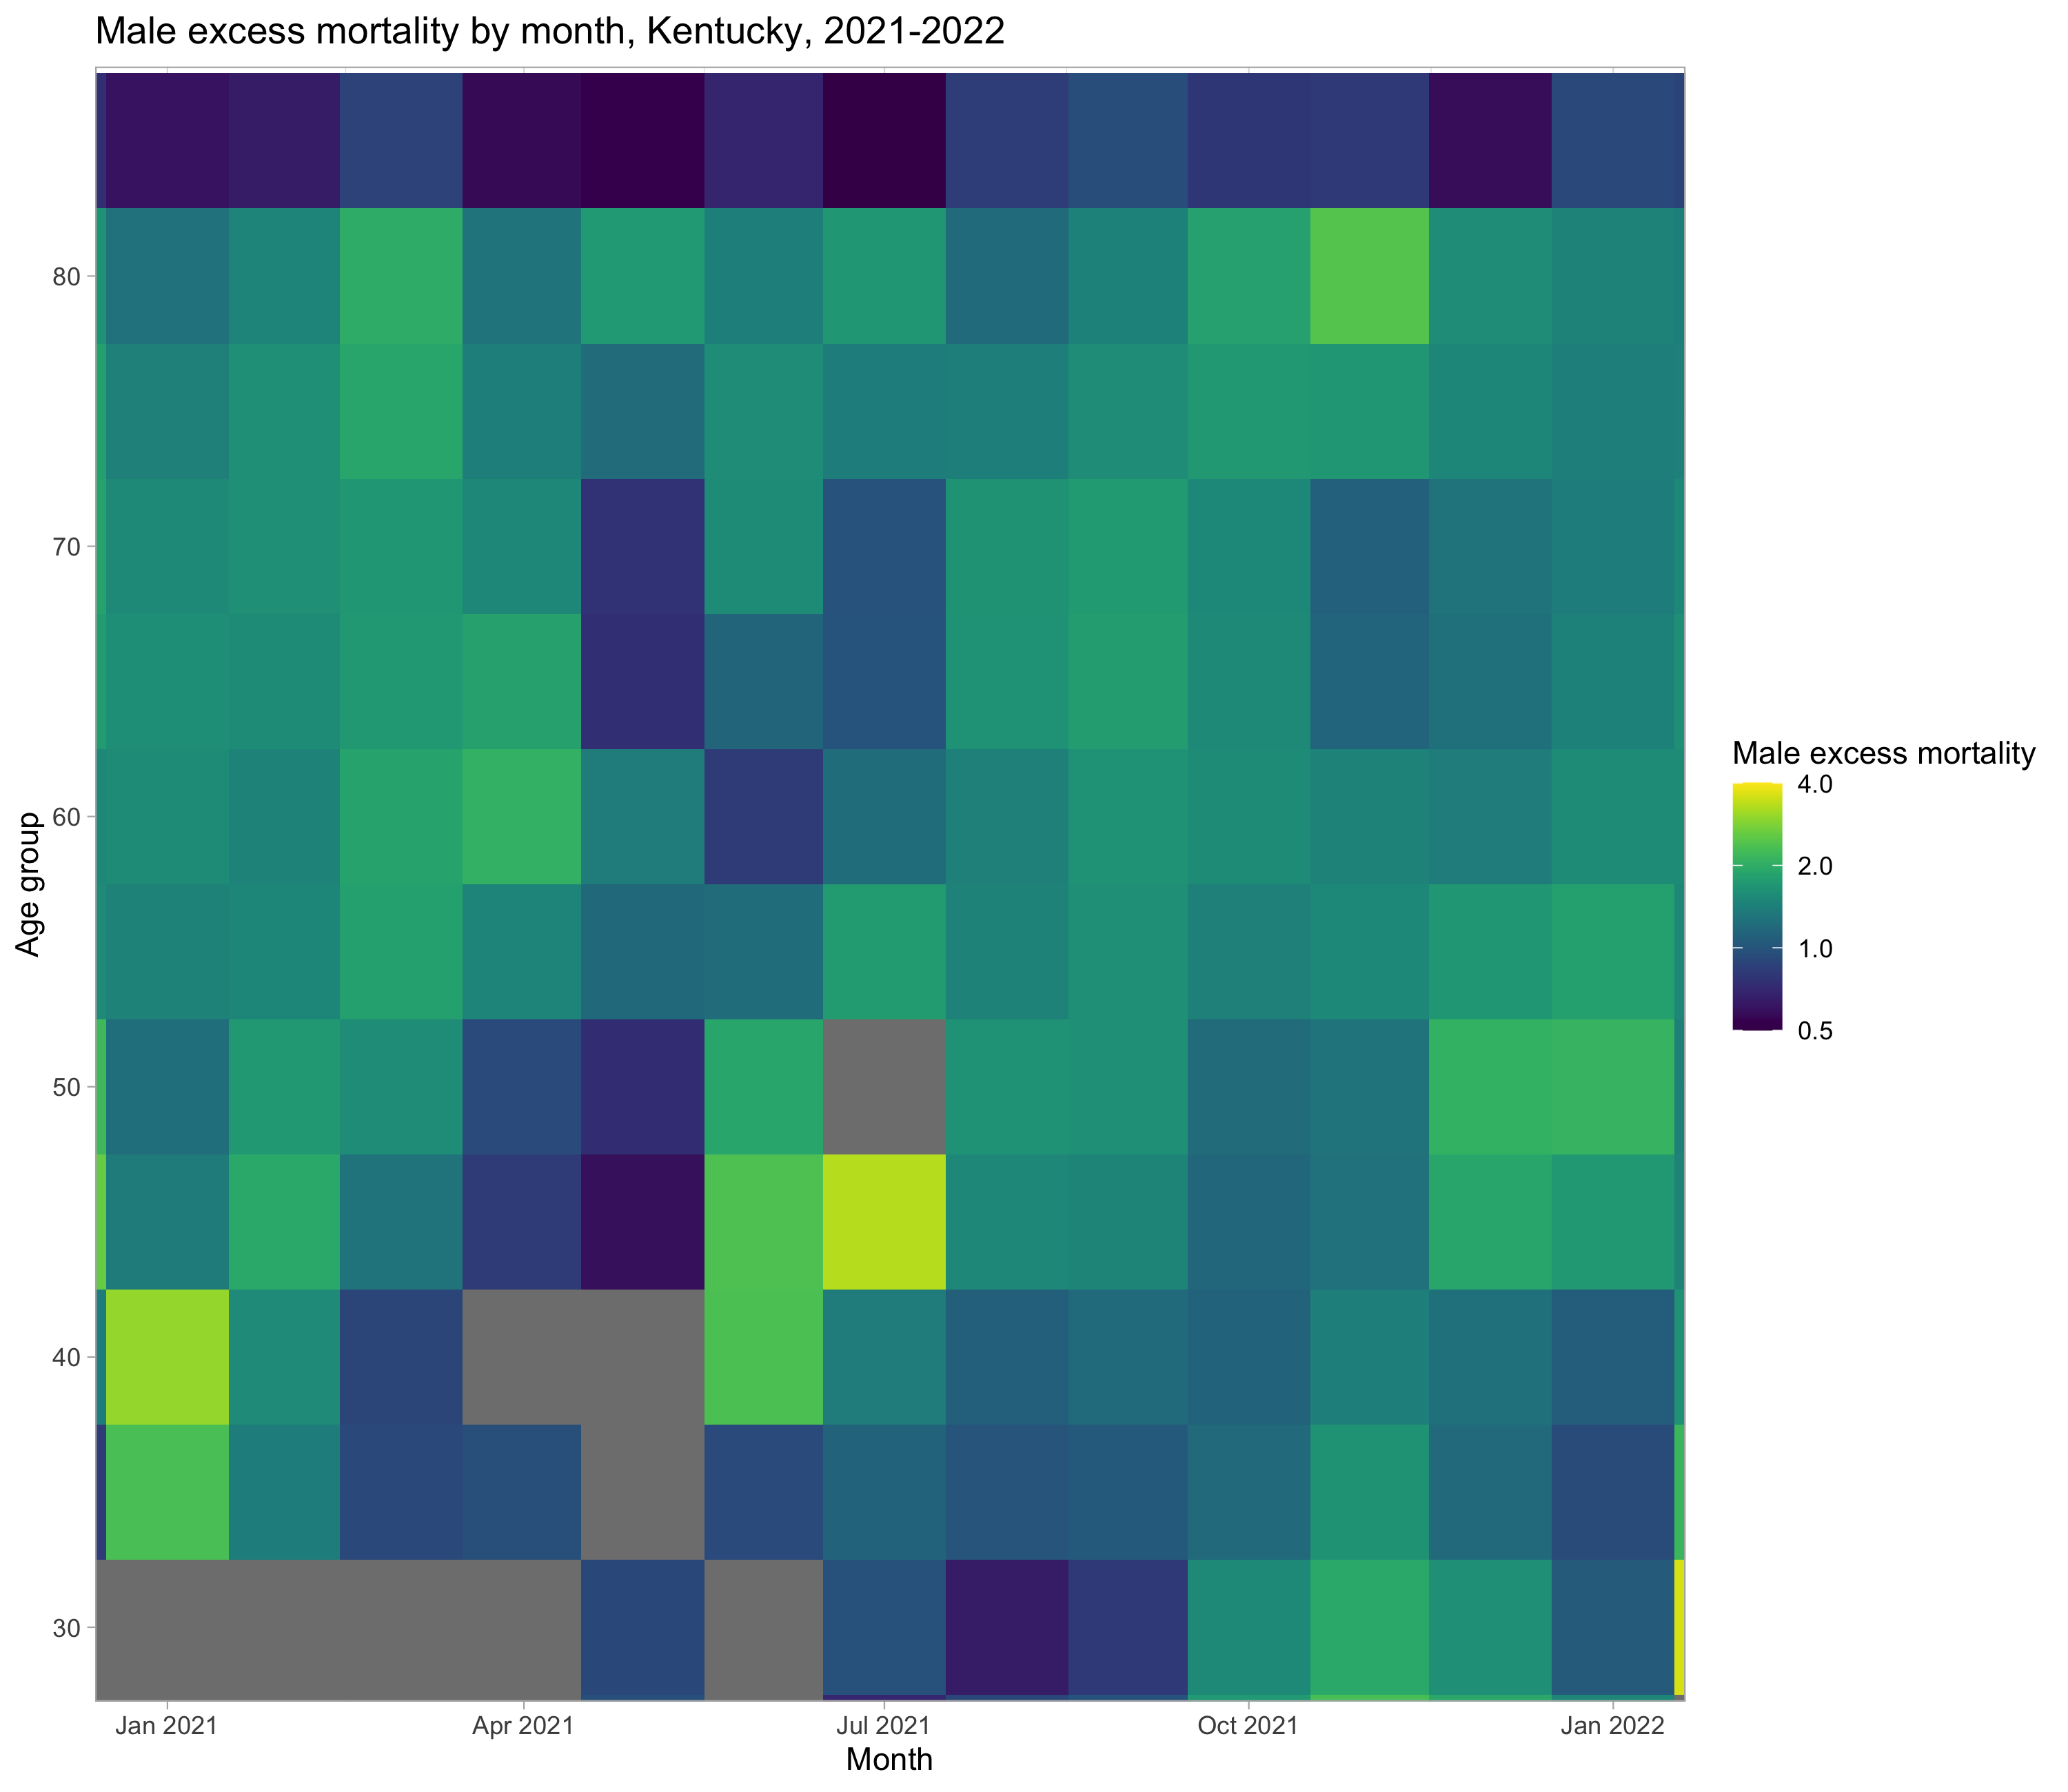 Male excess mortality by month, Kentucky, 2021-2022
80
70
60
50
40
30
Age group
Jan 2021
Apr 2021
Jul 2021
Oct 2021
Jan 2022
Month
Male excess mortality
4.0
2.0
1.0
0.5